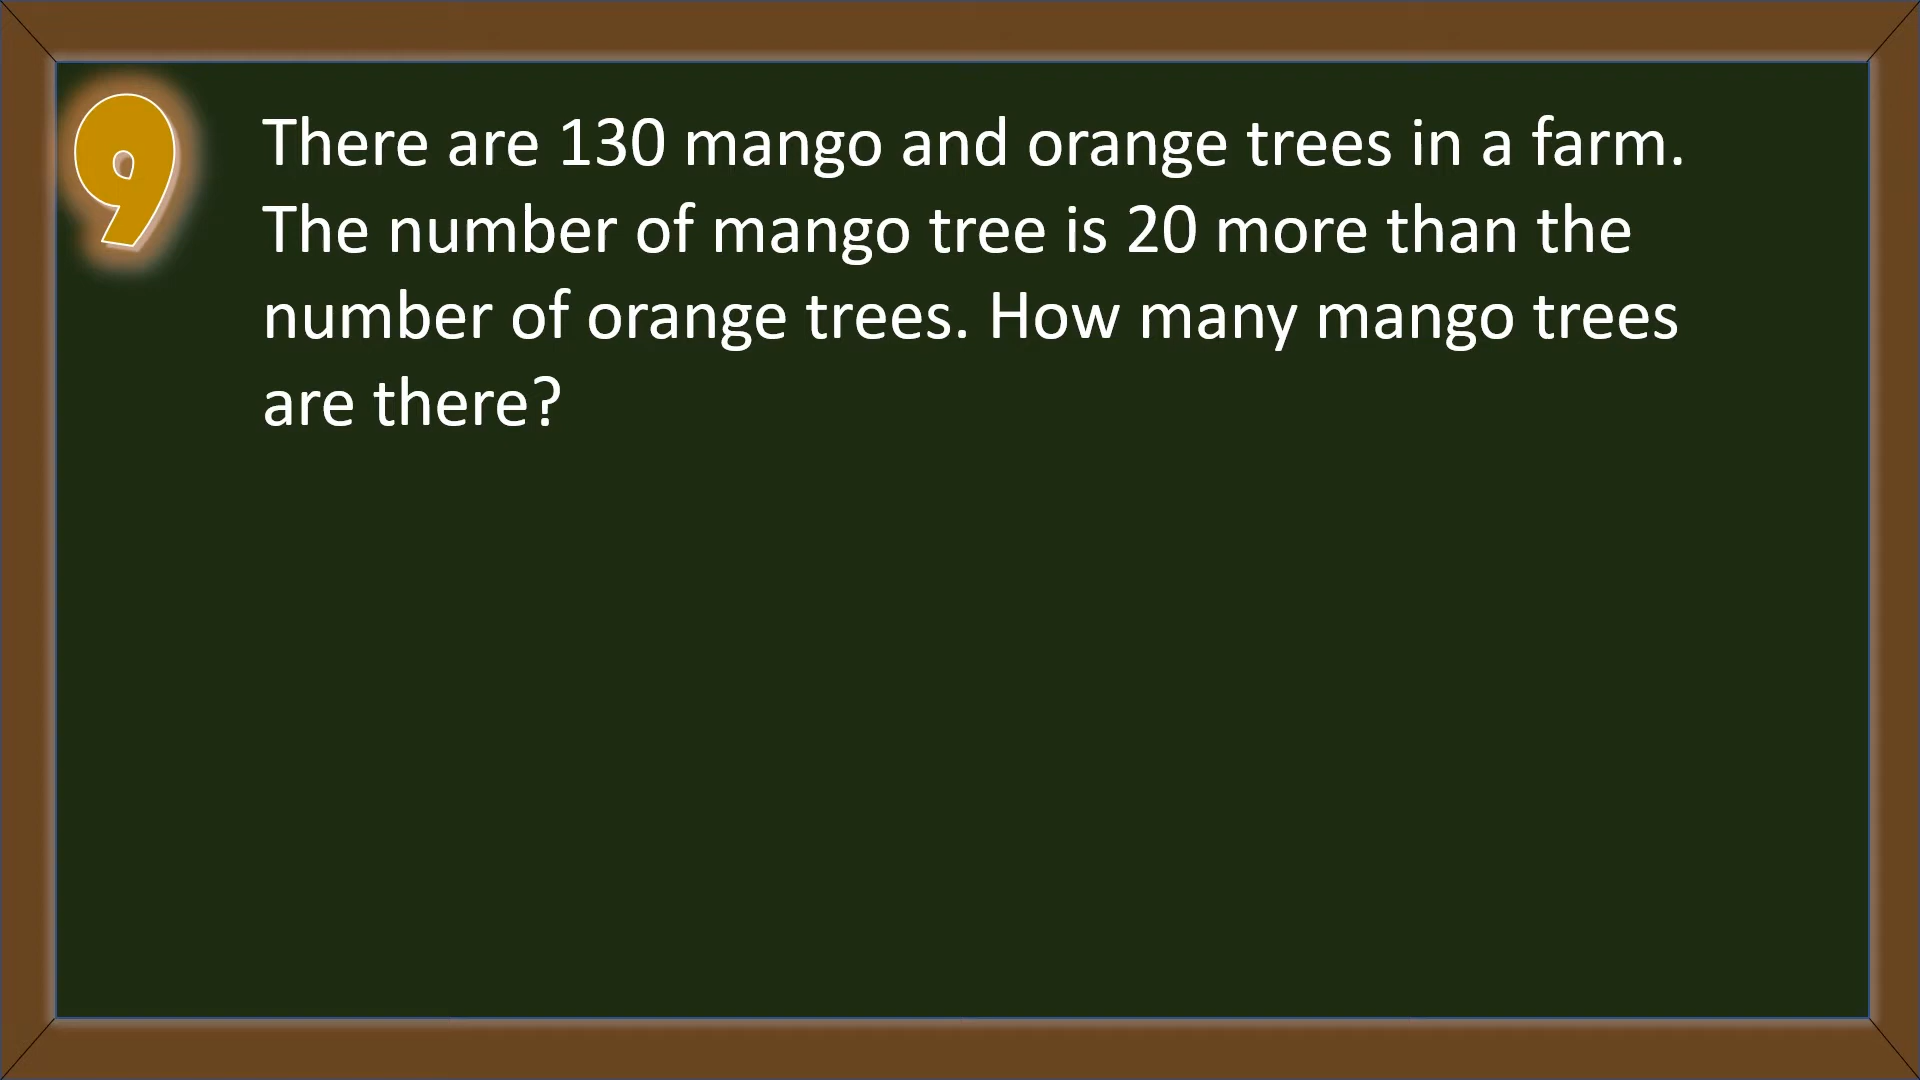 9
There are 130 mango and orange trees in a farm.
The number of mango tree is 20 more than the
number of orange trees. How many mango trees
are there?